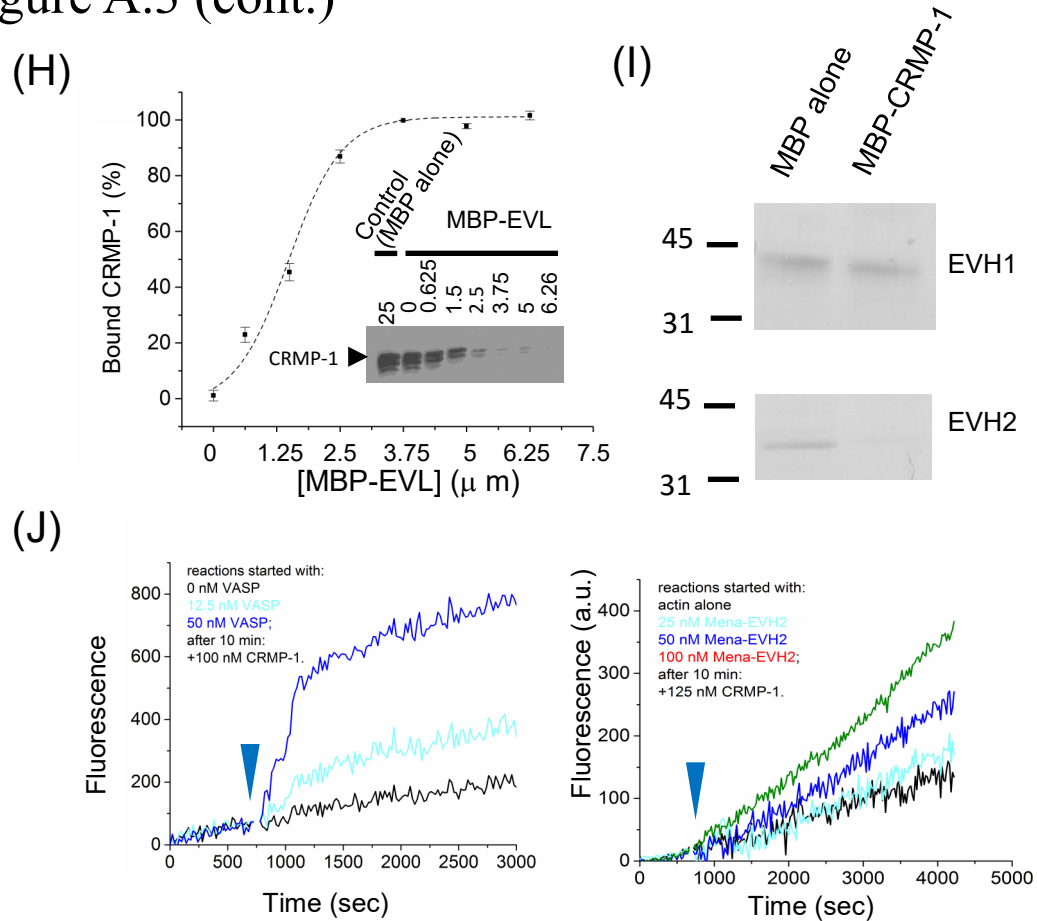 gure A.3 (cont.)
(H)
Bound CRMP-1 (%)
100
80
60
40
20
0
0 1.25 2.5 3.75 5 6.25 7.5
[MBP-EVL] (μ m)
Control
(MBP alone)
MBP-EVL
25 0 0.625 1.5 2.5 3.75 5 6.26
CRMP-1
(I)
MBP alone
MBP-CRMP-1
45
31
EVH1
45
31
EVH2
(J)
Fluorescence
800
600
400
200
0
reactions started with:
0 nM VASP
12.5 nM VASP
50 nM VASP;
after 10 min:
+100 nM CRMP-1.
0 500 1000 1500 2000 2500 3000
Time (sec)
Fluorescence (a.u.)
400
300
200
100
0
reactions started with:
actin alone
25 nM Mena-EVH2
50 nM Mena-EVH2
100 nM Mena-EVH2;
after 10 min:
+125 nM CRMP-1.
0 1000 2000 3000 4000 5000
Time (sec)